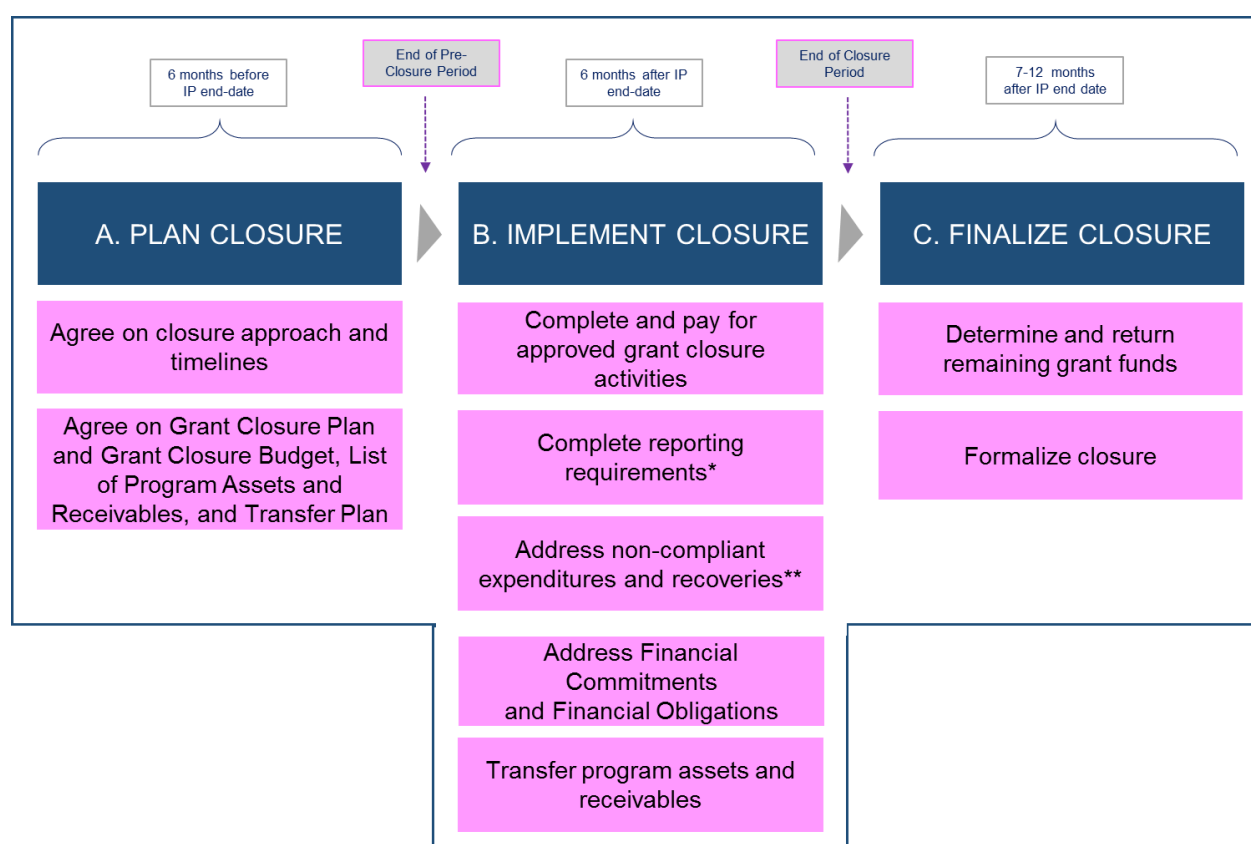 6 months before
IP end-date
End of Pre-
Closure Period
6 months after IP
end-date
End of Closure
Period
7-12 months
after IP end date
A. PLAN CLOSURE
B. IMPLEMENT CLOSURE
C. FINALIZE CLOSURE
Agree on closure approach and
timelines
Agree on Grant Closure Plan
and Grant Closure Budget, List
of Program Assets and
Receivables, and Transfer Plan
Complete and pay for
approved grant closure
activities
Complete reporting
requirements*
Address non-compliant
expenditures and recoveries**
Address Financial
Commitments
and Financial Obligations
Transfer program assets and
receivables
Determine and return
remaining grant funds
Formalize closure